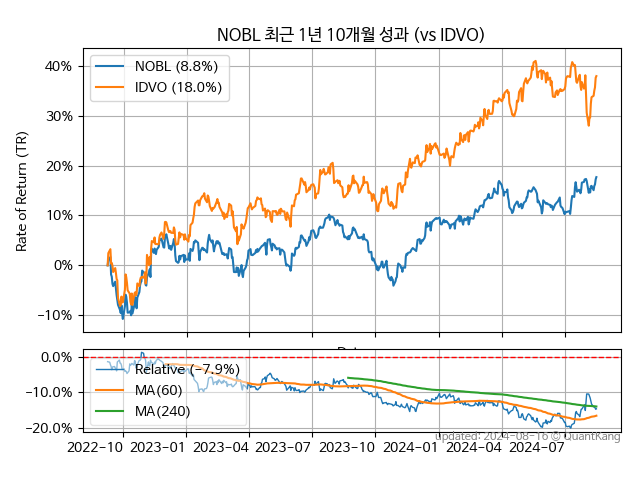 NOBL 최근 1년 10개월 성과 (vs IDVO)
NOBL (8.8%)
IDVO (18.0%)
Rate of Return (TR)
40%
30%
20%
10%
0%
−10%
Relative (−7.9%)
MA(60)
MA(240)
0.0%
−10.0%
−20.0%
2022−10 2023−01 2023−04 2023−07 2023−10 2024−01 2024−04 2024−07
Updated: 2024−08−16 © QuantKang